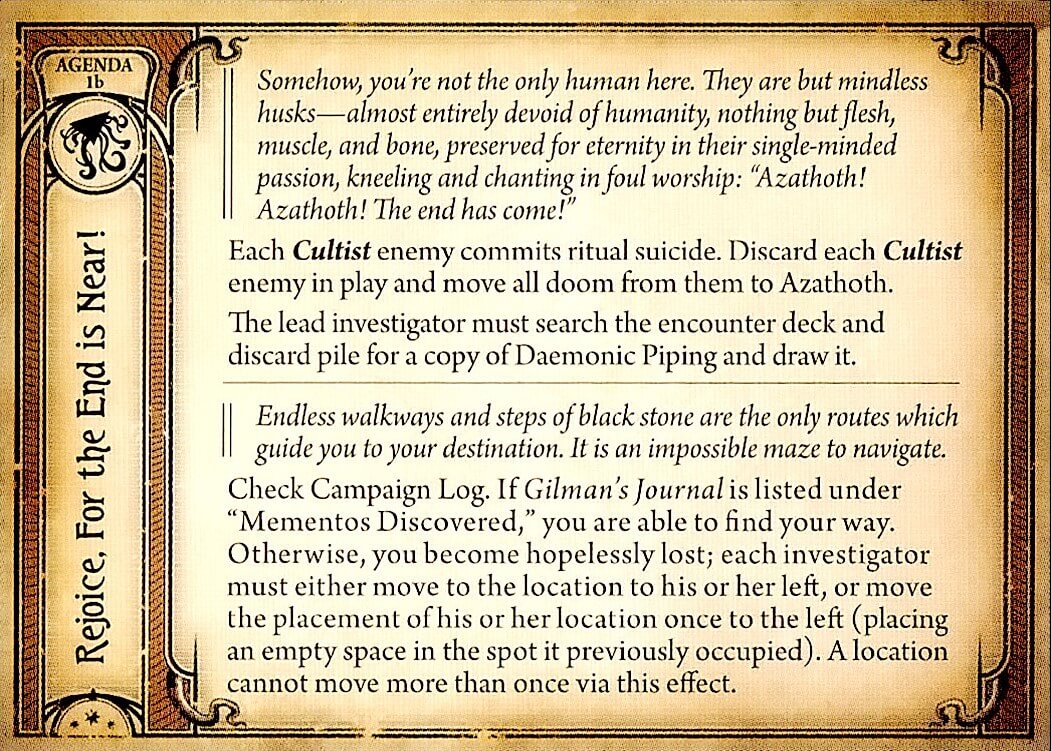 AGENDA
1b
Rejoice, For the End is Near!
Somehow, you’re not the only human here. They are but mindless
husks—almost entirely devoid of humanity, nothing but flesh,
muscle, and bone, preserved for eternity in their single-minded
passion, kneeling and chanting in foul worship: “Azathoth!
Azathoth! The end has come!”
Each Cultist enemy commits ritual suicide. Discard each Cultist
enemy in play and move all doom from them to Azathoth.
The lead investigator must search the encounter deck and
discard pile for a copy of Daemonic Piping and draw it.
Endless walkways and steps of black stone are the only routes which
guide you to your destination. It is an impossible maze to navigate.
Check Campaign Log. If Gilman’s Journal is listed under
“Mementos Discovered,” you are able to find your way.
Otherwise, you become hopelessly lost; each investigator
must either move to the location to his or her left, or move
the placement of his or her location once to the left (placing
an empty space in the spot it previously occupied). A location
cannot move more than once via this effect.